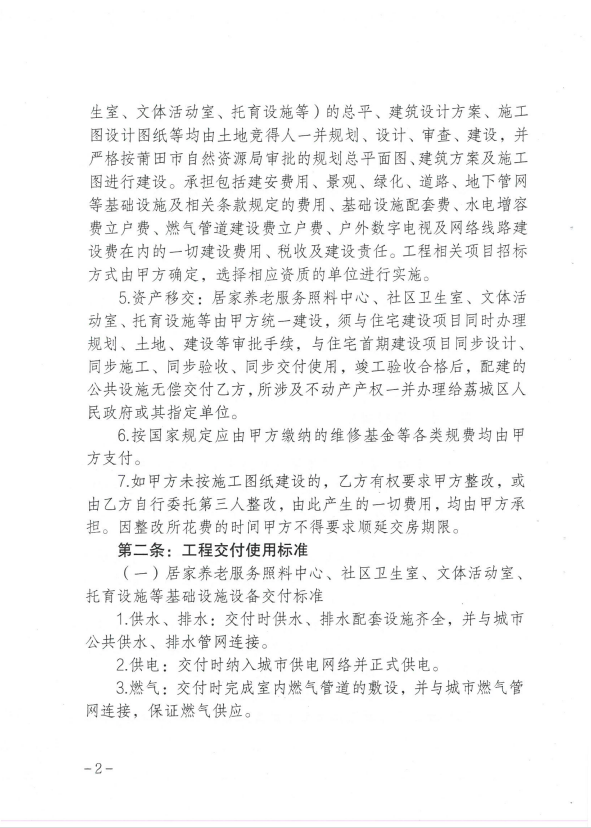 生室、文体活动室、托育设施等）的总平、建筑设计方案、施工
图设计图纸等均由土地竞得人一并规划、设计、审查、建设，并
严格按莆田市自然资源局审批的规划总平面图、建筑方案及施工
图进行建设。承担包括建安费用、景观、绿化、道路、地下管网
等基础设施及相关条款规定的费用、基础设施配套费、水电增容
费立户费、燃气管道建设费立户费、户外数字电视及网络线路建
设费在内的一切建设费用、税收及建设责任。工程相关项目招标
方式由甲方确定，选择相应资质的单位进行实施。
5.资产移交：居家养老服务照料中心、社区卫生室、文体活
动室、托育设施等由甲方统一建设，须与住宅建设项目同时办理
规划、土地、建设等审批手续，与住宅首期建设项目同步设计、
同步施工、同步验收、同步交付使用，竣工验收合格后，配建的
公共设施无偿交付乙方，所涉及不动产产权一并办理给荔城区人
民政府或其指定单位。
6.按国家规定应由甲方缴纳的维修基金等各类规费均由甲
方支付。
7.如甲方未按施工图纸建设的，乙方有权要求甲方整改，或
由乙方自行委托第三人整改，由此产生的一切费用，均由甲方承
担。因整改所花费的时间甲方不得要求顺延交房期限。
第二条：工程交付使用标准
（一）居家养老服务照料中心、社区卫生室、文体活动室、
托育设施等基础设施设备交付标准
1.供水、排水：交付时供水、排水配套设施齐全，并与城市
公共供水、排水管网连接。
2.供电：交付时纳入城市供电网络并正式供电。
3.燃气：交付时完成室内燃气管道的敷设，并与城市燃气管
网连接，保证燃气供应。
-2-